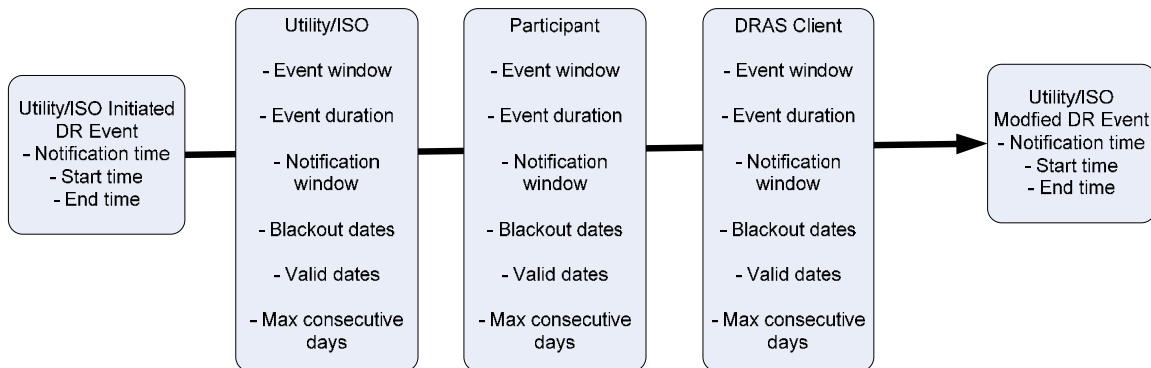 Utility/ISO Initiated
DR Event
- Notification time
- Start time
- End time
Utility/ISO
- Event window
- Event duration
- Notification
window
- Blackout dates
- Valid dates
- Max consecutive
days
Participant
- Event window
- Event duration
- Notification
window
- Blackout dates
- Valid dates
- Max consecutive
days
DRAS Client
- Event window
- Event duration
- Notification
window
- Blackout dates
- Valid dates
- Max consecutive
days
Utility/ISO
Modfied DR Event
- Notification time
- Start time
- End time